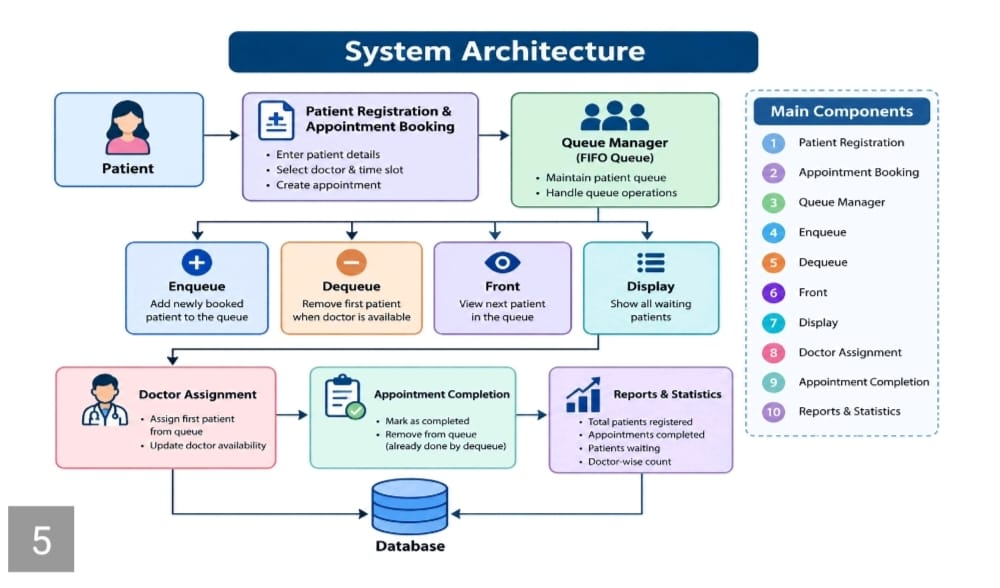 System Architecture
Patient
Patient Registration &
Appointment Booking
• Enter patient details
• Select doctor & time slot
• Create appointment
Queue Manager
(FIFO Queue)
• Maintain patient queue
• Handle queue operations
Enqueue
Add newly booked
patient to the queue
Dequeue
Remove first patient
when doctor is available
Front
View next patient
in the queue
Display
Show all waiting
patients
Doctor Assignment
• Assign first patient
from queue
• Update doctor availability
Appointment Completion
• Mark as completed
• Remove from queue
(already done by dequeue)
Reports & Statistics
• Total patients registered
• Appointments completed
• Patients waiting
• Doctor-wise count
Database
Main Components
1 Patient Registration
2 Appointment Booking
3 Queue Manager
4 Enqueue
5 Dequeue
6 Front
7 Display
8 Doctor Assignment
9 Appointment Completion
10 Reports & Statistics
5